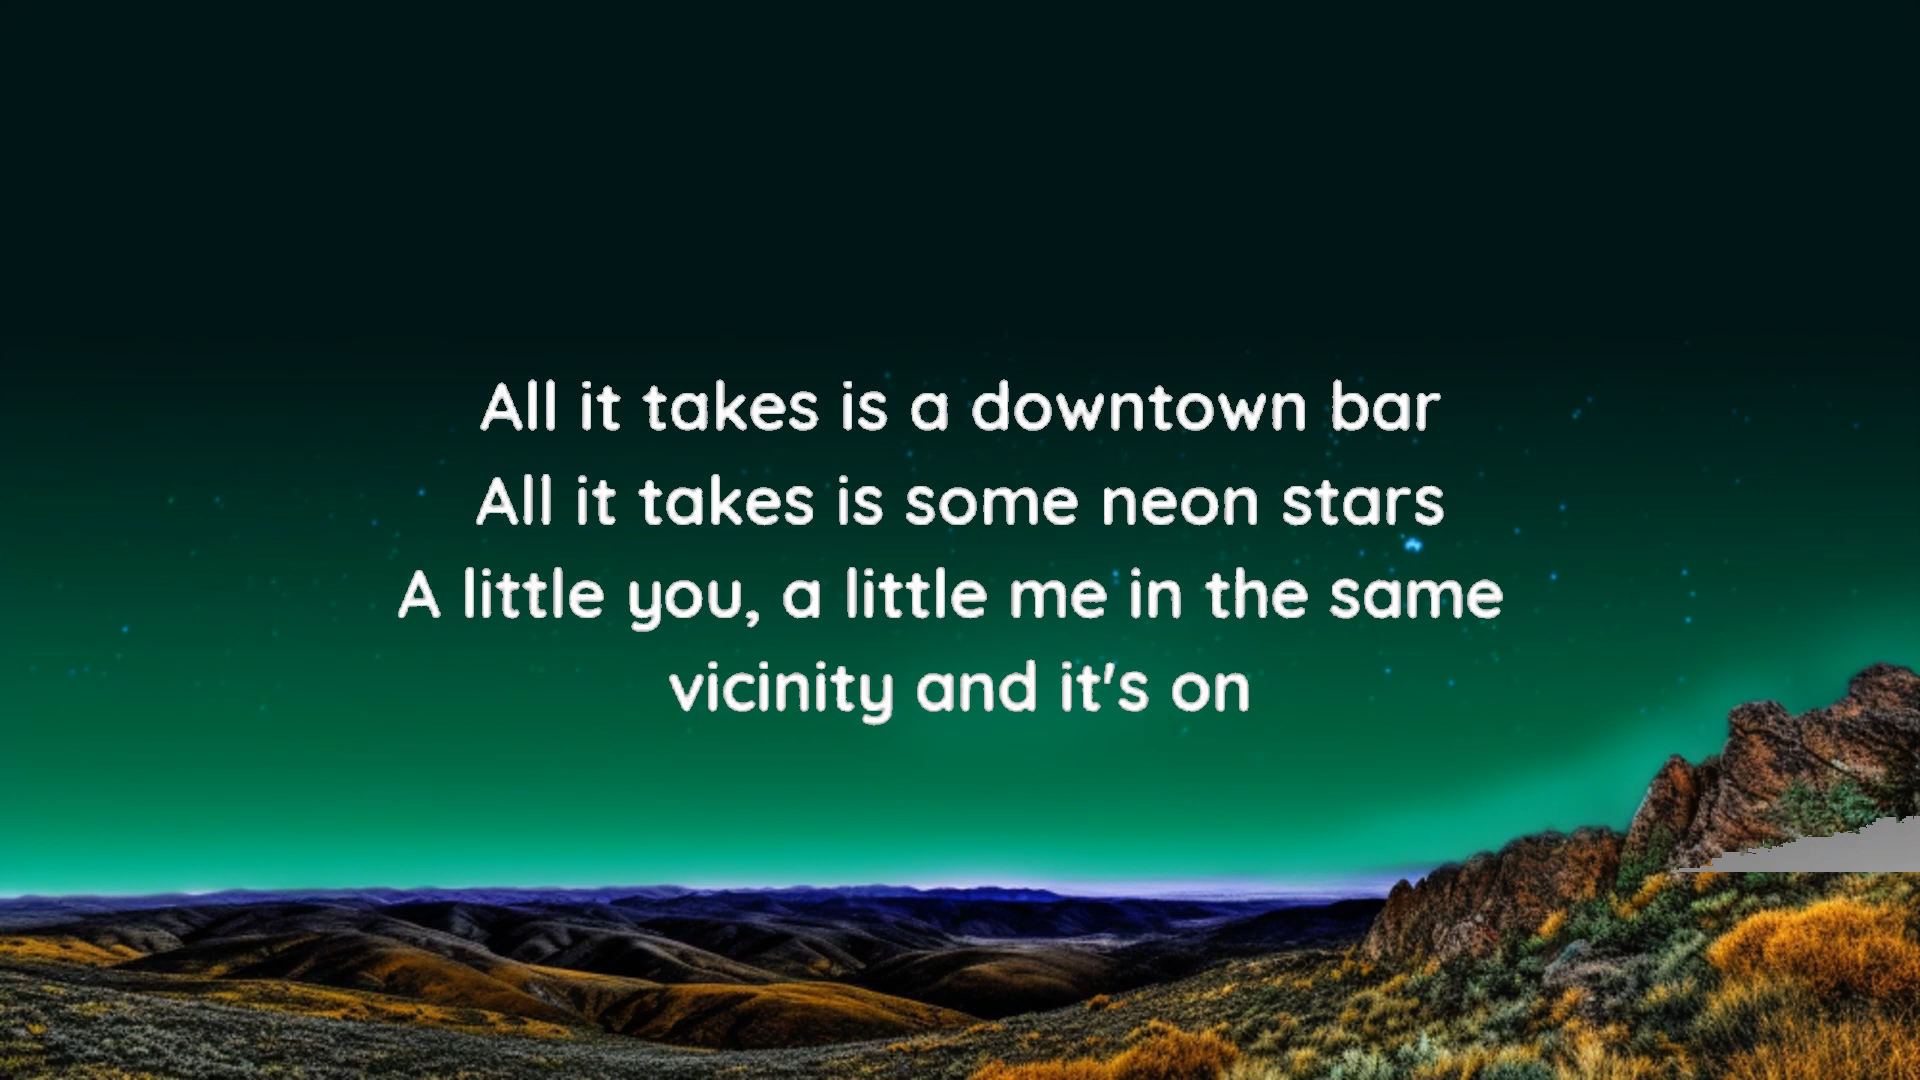 All it takes is a downtown bar
All it takes is some neon stars
A little you, a little me in the same
vicinity and it's on